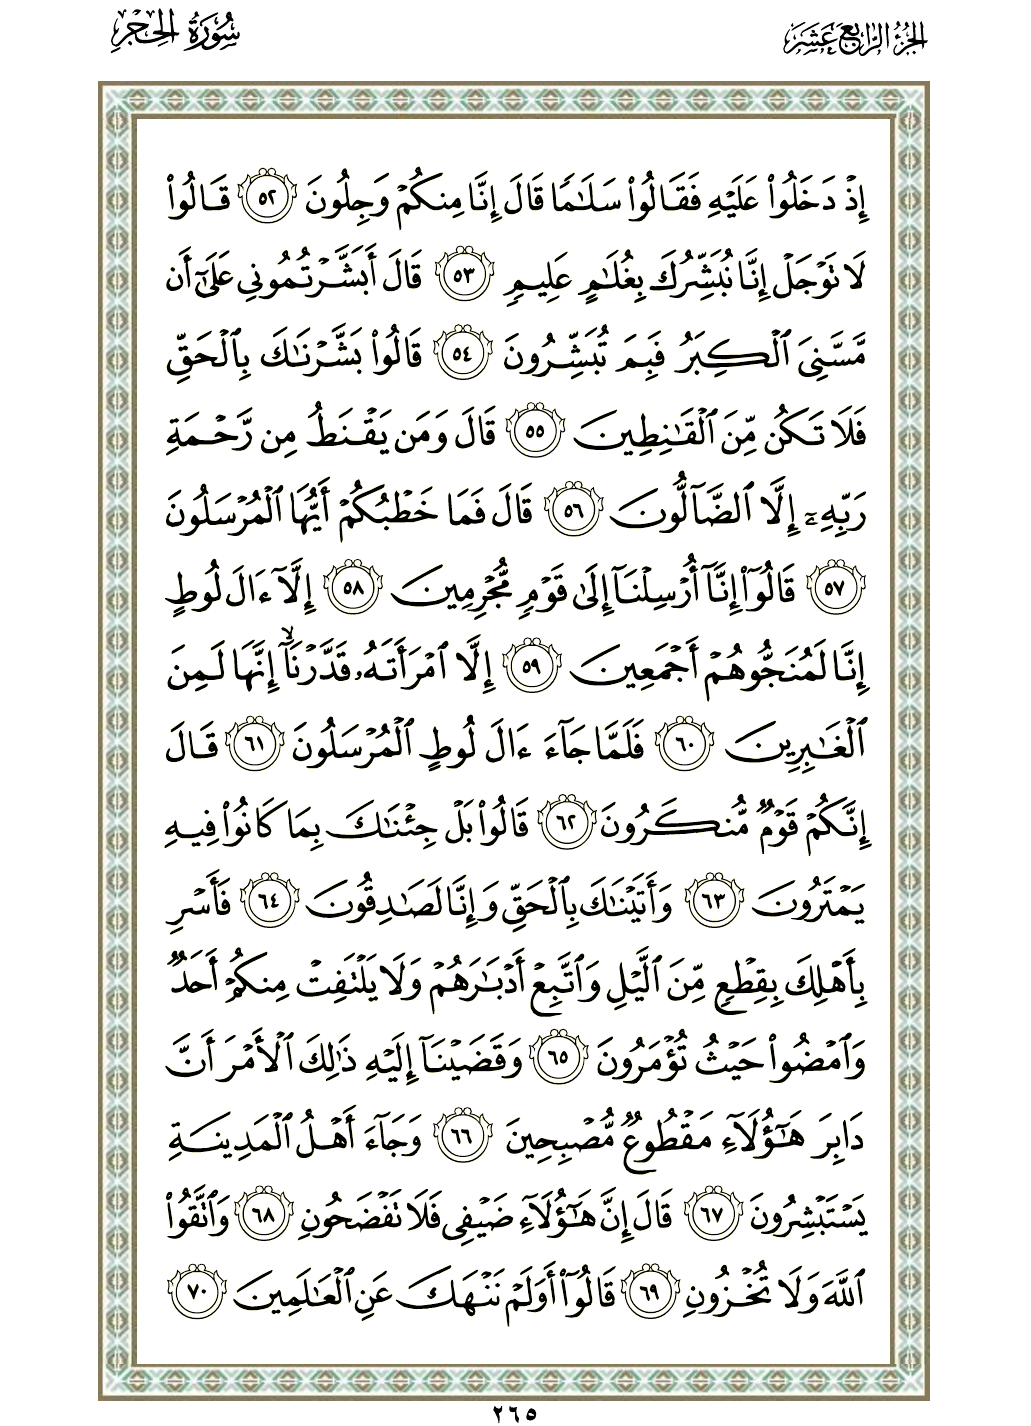 الجزء الرابع عشر
سورة الحجر
إِذۡ دَخَلُواْ عَلَيۡهِ فَقَالُواْ سَلَٰمٗا قَالَ إِنَّا مِنكُمۡ وَجِلُونَ ٥٢ قَالُواْ
لَا تَوۡجَلۡ إِنَّا نُبَشِّرُكَ بِغُلَٰمٍ عَلِيمٖ ٥٣ قَالَ أَبَشَّرۡتُمُونِي عَلَىٰٓ أَن
مَّسَّنِيَ ٱلۡكِبَرُ فَبِمَ تُبَشِّرُونَ ٥٤ قَالُواْ بَشَّرۡنَٰكَ بِٱلۡحَقِّ
فَلَا تَكُن مِّنَ ٱلۡقَٰنِطِينَ ٥٥ قَالَ وَمَن يَقۡنَطُ مِن رَّحۡمَةِ
رَبِّهِۦٓ إِلَّا ٱلضَّآلُّونَ ٥٦ قَالَ فَمَا خَطۡبُكُمۡ أَيُّهَا ٱلۡمُرۡسَلُونَ
٥٧ قَالُوٓاْ إِنَّآ أُرۡسِلۡنَآ إِلَىٰ قَوۡمٖ مُّجۡرِمِينَ ٥٨ إِلَّآ ءَالَ لُوطٍ
إِنَّا لَمُنَجُّوهُمۡ أَجۡمَعِينَ ٥٩ إِلَّا ٱمۡرَأَتَهُۥ قَدَّرۡنَآۙ إِنَّهَا لَمِنَ
ٱلۡغَٰبِرِينَ ٦٠ فَلَمَّا جَآءَ ءَالَ لُوطٍ ٱلۡمُرۡسَلُونَ ٦١ قَالَ
إِنَّكُمۡ قَوۡمٞ مُّنكَرُونَ ٦٢ قَالُواْ بَلۡ جِئۡنَٰكَ بِمَا كَانُواْ فِيهِ
يَمۡتَرُونَ ٦٣ وَأَتَيۡنَٰكَ بِٱلۡحَقِّ وَإِنَّا لَصَٰدِقُونَ ٦٤ فَأَسۡرِ
بِأَهۡلِكَ بِقِطۡعٖ مِّنَ ٱلَّيۡلِ وَٱتَّبِعۡ أَدۡبَٰرَهُمۡ وَلَا يَلۡتَفِتۡ مِنكُمۡ أَحَدٞ
وَٱمۡضُواْ حَيۡثُ تُؤۡمَرُونَ ٦٥ وَقَضَيۡنَآ إِلَيۡهِ ذَٰلِكَ ٱلۡأَمۡرَ أَنَّ
دَابِرَ هَٰٓؤُلَآءِ مَقۡطُوعٞ مُّصۡبِحِينَ ٦٦ وَجَآءَ أَهۡلُ ٱلۡمَدِينَةِ
يَسۡتَبۡشِرُونَ ٦٧ قَالَ إِنَّ هَٰٓؤُلَآءِ ضَيۡفِي فَلَا تَفۡضَحُونِ ٦٨ وَٱتَّقُواْ
ٱللَّهَ وَلَا تُخۡزُونِ ٦٩ قَالُوٓاْ أَوَلَمۡ نَنۡهَكَ عَنِ ٱلۡعَٰلَمِينَ ٧٠
٢٦٥